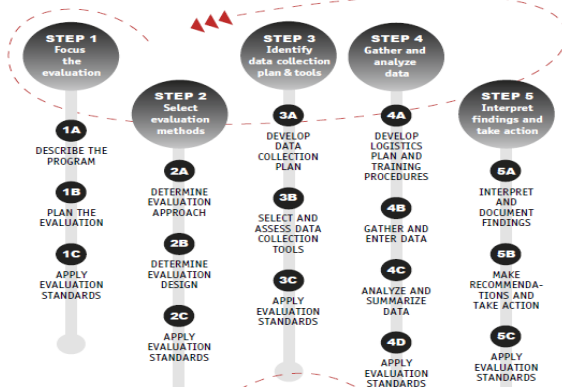 STEP 1
Focus
the
evaluation
1A
DESCRIBE THE
PROGRAM
1B
PLAN THE
EVALUATION
1C
APPLY
EVALUATION
STANDARDS
STEP 2
Select
evaluation
methods
2A
DETERMINE
EVALUATION
APPROACH
2B
DETERMINE
EVALUATION
DESIGN
2C
APPLY
EVALUATION
STANDARDS
STEP 3
Identify
data collection
plan & tools
3A
DEVELOP
DATA
COLLECTION
PLAN
3B
SELECT AND
ASSESS DATA
COLLECTION
TOOLS
3C
APPLY
EVALUATION
STANDARDS
STEP 4
Gather and
analyze
data
4A
DEVELOP
LOGISTICS
PLAN AND
TRAINING
PROCEDURES
4B
GATHER AND
ENTER DATA
4C
ANALYZE AND
SUMMARIZE
DATA
4D
APPLY
EVALUATION
STANDARDS
STEP 5
Interpret
findings and
take action
5A
INTERPRET
AND
DOCUMENT
FINDINGS
5B
MAKE
RECOMMENDA-
TIONS AND
TAKE ACTION
5C
APPLY
EVALUATION
STANDARDS